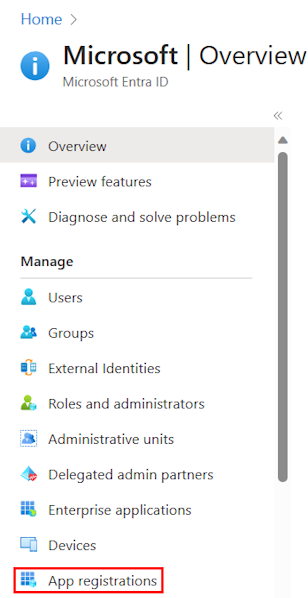 Home >
Microsoft | Overview
Microsoft Entra ID
«
Overview
Preview features
Diagnose and solve problems
Manage
Users
Groups
External Identities
Roles and administrators
Administrative units
Delegated admin partners
Enterprise applications
Devices
App registrations